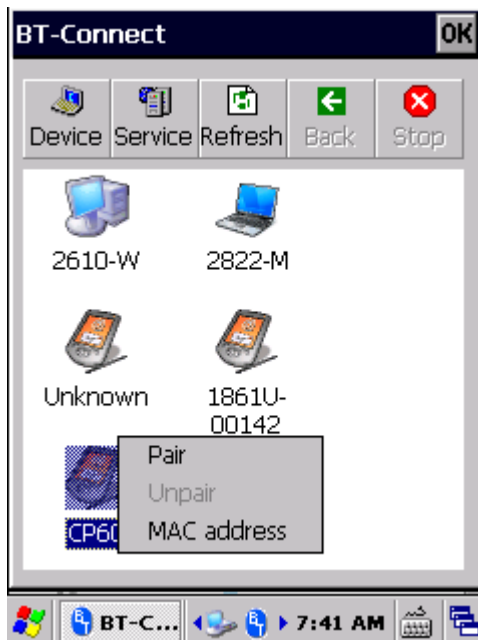 BT-Connect OK
Device Service Refresh Back Stop
2610-W 2822-M
Unknown 1861U-
00142
Pair
Unpair
CP60 MAC address
BT-C... 7:41 AM